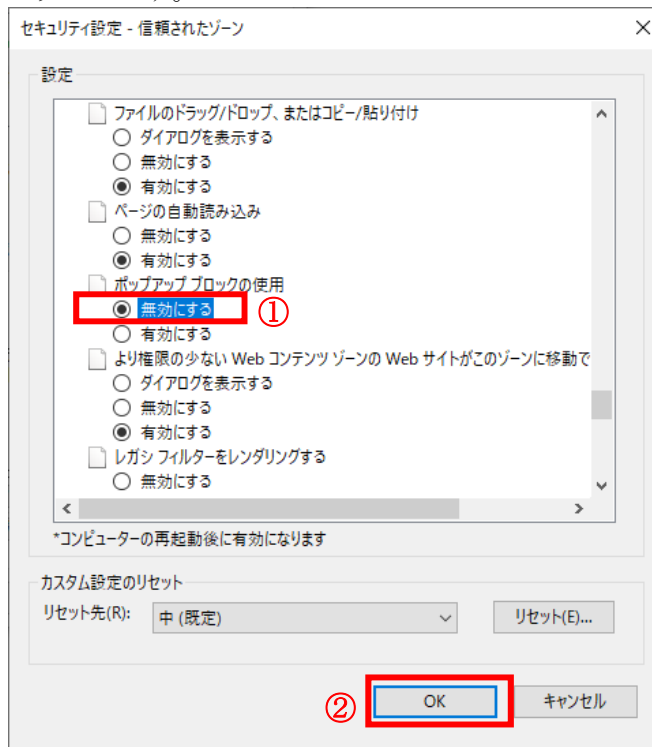 セキュリティ設定 - 信頼されたゾーン
設定
ファイルのドラッグ/ドロップ、またはコピー/貼り付け
ダイアログを表示する
無効にする
有効にする
ページの自動読み込み
無効にする
有効にする
ポップアップ ブロックの使用
無効にする ①
有効にする
より権限の少ない Web コンテンツ ゾーンの Web サイトがこのゾーンに移動で
ダイアログを表示する
無効にする
有効にする
レガシ フィルターをレンダリングする
無効にする
*コンピューターの再起動後に有効になります
カスタム設定のリセット
リセット先(R): 中 (既定) リセット(E)...
② OK キャンセル